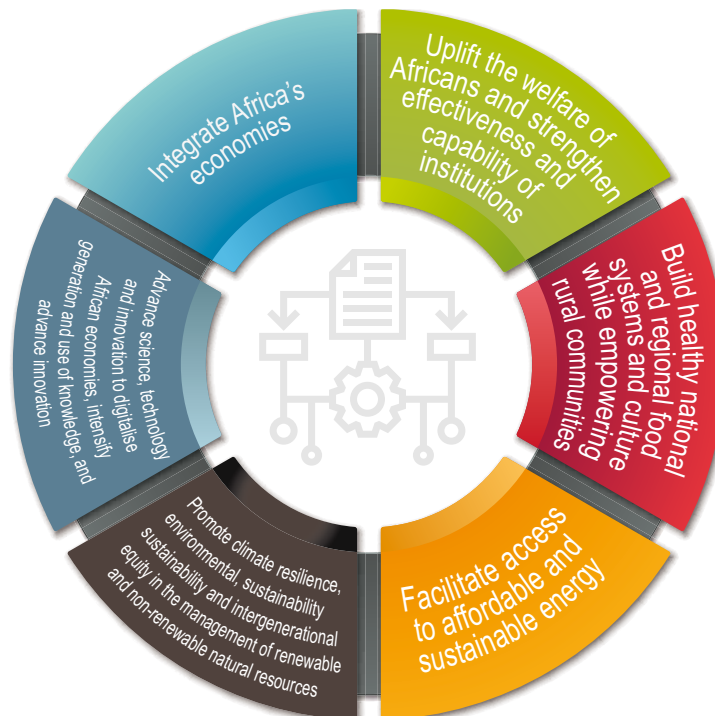 Integrate Africa's
economies
Uplift the welfare of
Africans and strengthen
effectiveness and
capability of
institutions
Build healthy national
and regional food
systems and culture
while empowering
rural communities
Facilitate access
to affordable and
sustainable energy
Promote climate resilience,
environmental, sustainability
sustainability and intergenerational
equity in the management of renewable
and non-renewable natural resources
Advance science, technology
and innovation to digitalise
African economies, intensify
generation and use of knowledge, and
advance innovation